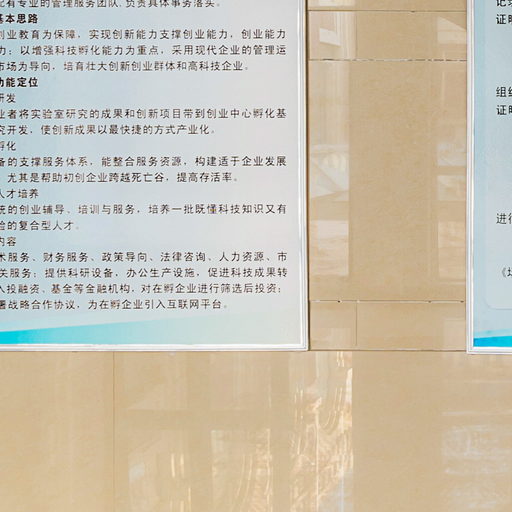 配有专业的管理服务团队，负责具体事务落实。
基本思路
创业教育为保障，实现创新能力支撑创业能力，创业能力
力；以增强科技孵化能力为重点，采用现代企业的管理运
市场为导向，培育壮大创新创业群体和高科技企业。
功能定位
研发
业者将实验室研究的成果和创新项目带到创业中心孵化基
究开发，使创新成果以最快捷的方式产业化。
孵化
备的支撑服务体系，能整合服务资源，构建适于企业发展
，尤其是帮助初创企业跨越死亡谷，提高存活率。
人才培养
统的创业辅导、培训与服务，培养一批既懂科技知识又有
验的复合型人才。
内容
术服务、财务服务、政策导向、法律咨询、人力资源、市
关服务；提供科研设备，办公生产设施，促进科技成果转
入投融资、基金等金融机构，对在孵企业进行筛选后投资；
署战略合作协议，为在孵企业引入互联网平台。
证明
组织
证明
进行